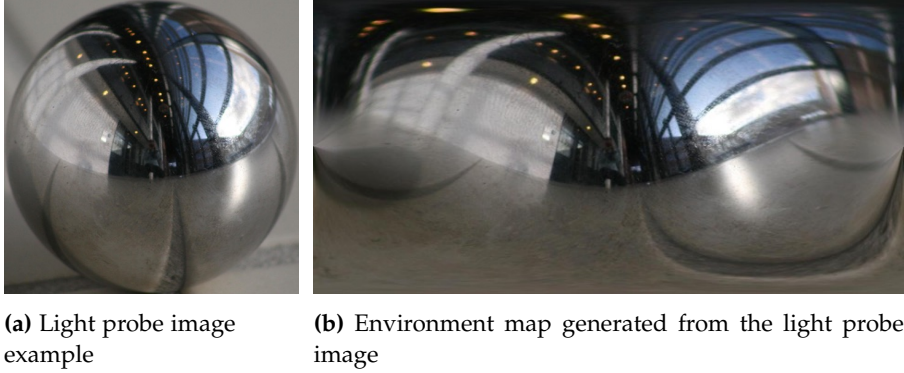 (a) Light probe image
example
(b) Environment map generated from the light probe
image